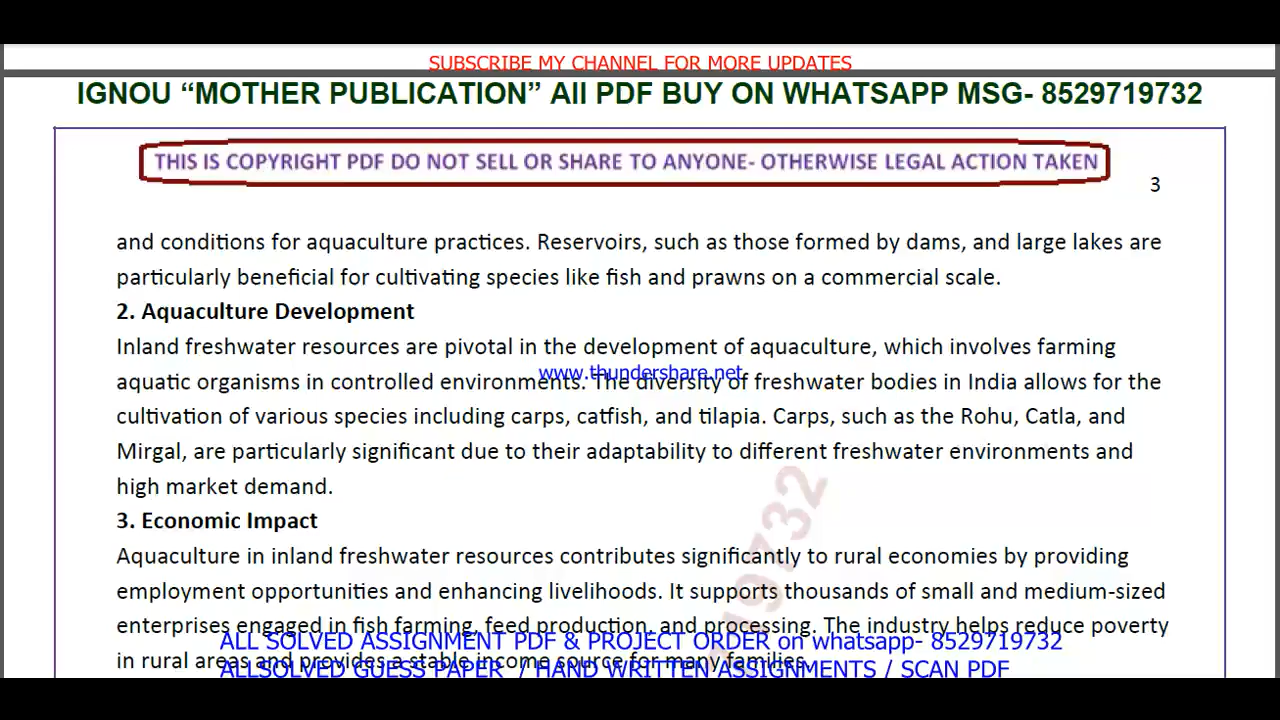 SUBSCRIBE MY CHANNEL FOR MORE UPDATES
IGNOU “MOTHER PUBLICATION” All PDF BUY ON WHATSAPP MSG- 8529719732
THIS IS COPYRIGHT PDF DO NOT SELL OR SHARE TO ANYONE- OTHERWISE LEGAL ACTION TAKEN
3
and conditions for aquaculture practices. Reservoirs, such as those formed by dams, and large lakes are
particularly beneficial for cultivating species like fish and prawns on a commercial scale.
2. Aquaculture Development
Inland freshwater resources are pivotal in the development of aquaculture, which involves farming
www.thundershare.net
aquatic organisms in controlled environments. The diversity of freshwater bodies in India allows for the
cultivation of various species including carps, catfish, and tilapia. Carps, such as the Rohu, Catla, and
Mirgal, are particularly significant due to their adaptability to different freshwater environments and
high market demand.
3. Economic Impact
Aquaculture in inland freshwater resources contributes significantly to rural economies by providing
employment opportunities and enhancing livelihoods. It supports thousands of small and medium-sized
enterprises engaged in fish farming, feed production, and processing. The industry helps reduce poverty
ALL SOLVED ASSIGNMENT PDF & PROJECT ORDER on whatsapp- 8529719732
in rural areas and provides a stable income source for many families.
ALLSOLVED GUESS PAPER / HAND WRITTEN ASSIGNMENTS / SCAN PDF
19732